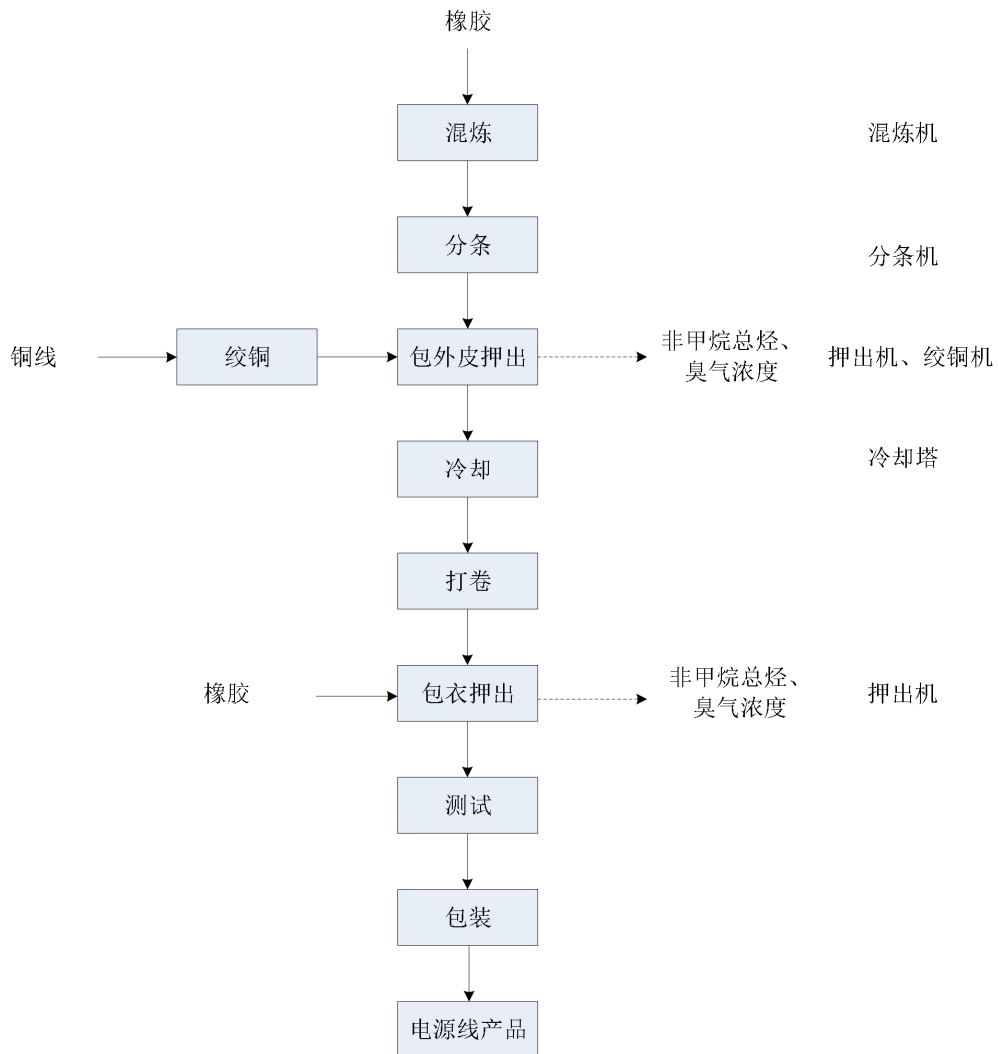 橡胶
混炼
混炼机
分条
分条机
铜线
绞铜
包外皮押出
非甲烷总烃、
臭气浓度
押出机、绞铜机
冷却
冷却塔
打卷
橡胶
包衣押出
非甲烷总烃、
臭气浓度
押出机
测试
包装
电源线产品